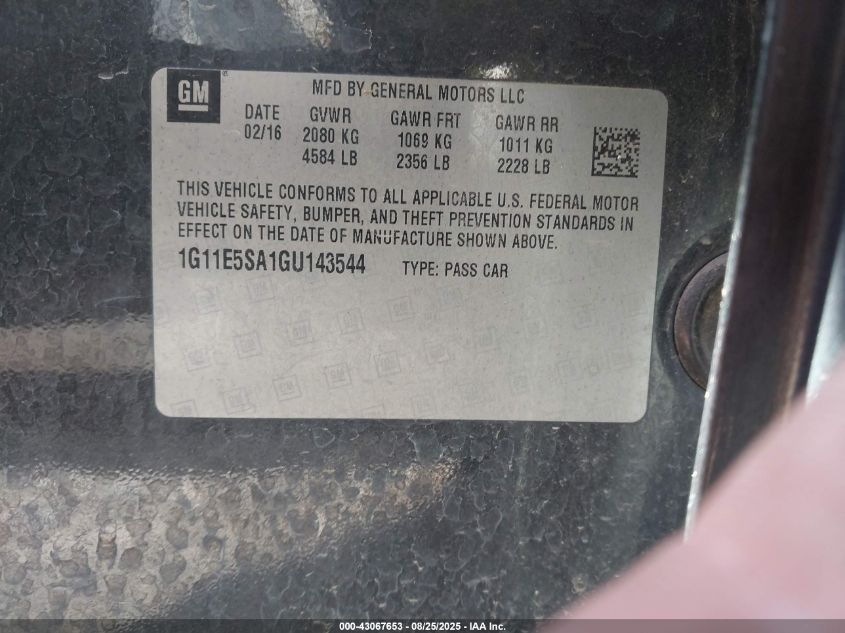 GM
MFD BY GENERAL MOTORS LLC
DATE GVWR GAWR FRT GAWR RR
02/16 2080 KG 1069 KG 1011 KG
4584 LB 2356 LB 2228 LB
THIS VEHICLE CONFORMS TO ALL APPLICABLE U.S. FEDERAL MOTOR
VEHICLE SAFETY, BUMPER, AND THEFT PREVENTION STANDARDS IN
EFFECT ON THE DATE OF MANUFACTURE SHOWN ABOVE.
1G11E5SA1GU143544 TYPE: PASS CAR
000-43067653 - 08/25/2025 - IAA Inc.